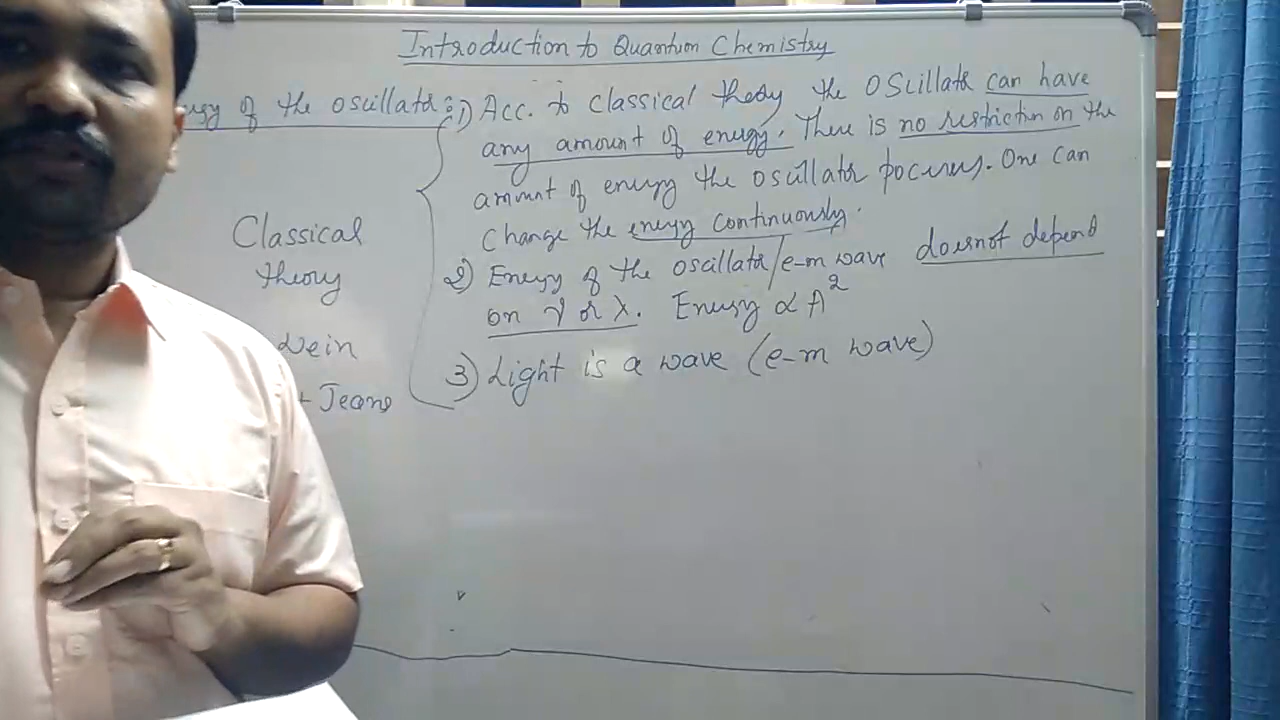 Introduction to Quantum Chemistry
of the oscillator :
1) Acc. to classical theory the oscillator can have
any amount of energy. There is no restriction on the
amount of energy the oscillator
. One can
change the energy continuously.
2) Energy of the oscillator/e-m wave doesnot depend
on ν or λ. Energy ∝ A²
3) Light is a wave (e-m wave)
Classical
theory
Wein
Jeans